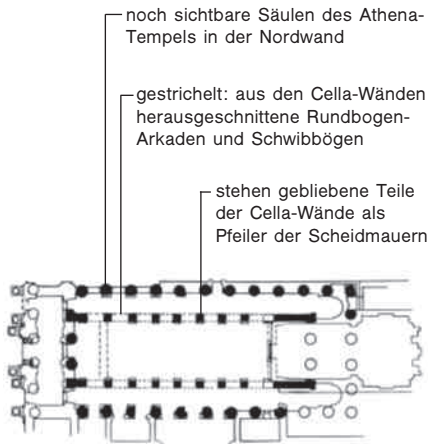 noch sichtbare Säulen des Athena-
Tempels in der Nordwand
gestrichelt: aus den Cella-Wänden
herausgeschnittene Rundbogen-
Arkaden und Schwibbögen
stehen gebliebene Teile
der Cella-Wände als
Pfeiler der Scheidmauern